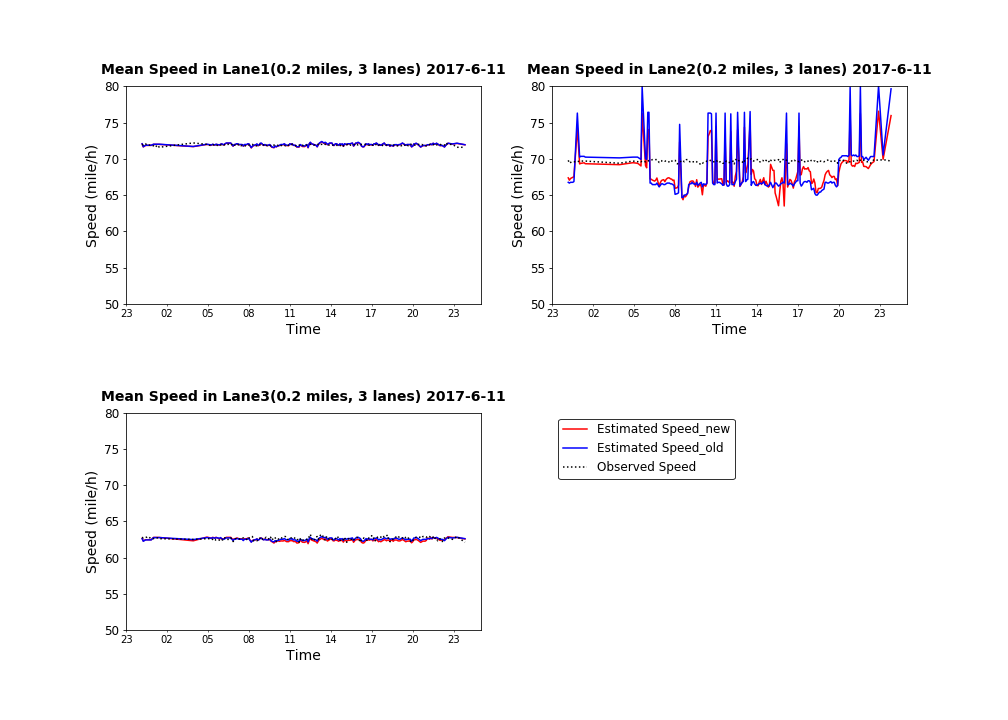 Mean Speed in Lane1(0.2 miles, 3 lanes) 2017-6-11
80
75
70
65
60
55
50
Speed (mile/h)
23 02 05 08 11 14 17 20 23
Time
Mean Speed in Lane2(0.2 miles, 3 lanes) 2017-6-11
80
75
70
65
60
55
50
Speed (mile/h)
23 02 05 08 11 14 17 20 23
Time
Mean Speed in Lane3(0.2 miles, 3 lanes) 2017-6-11
80
75
70
65
60
55
50
Speed (mile/h)
23 02 05 08 11 14 17 20 23
Time
Estimated Speed_new
Estimated Speed_old
Observed Speed